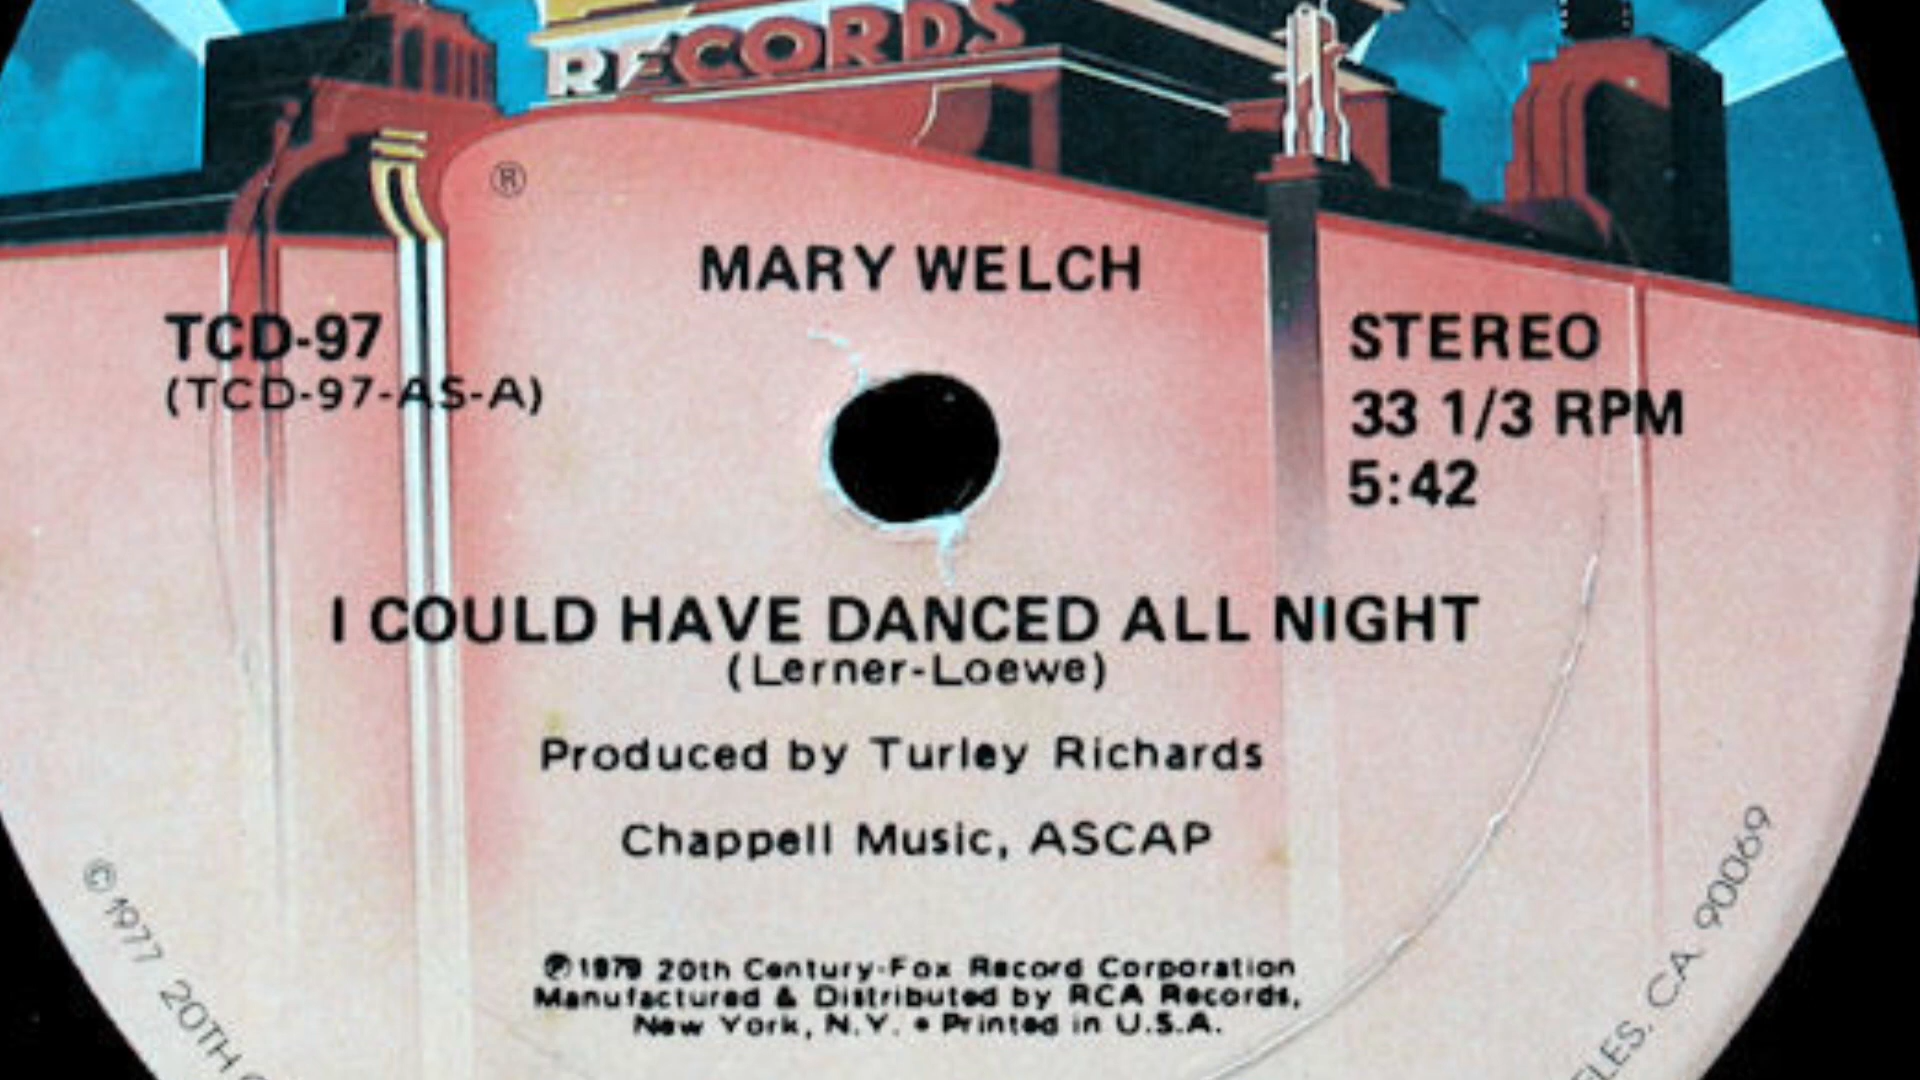 RECORDS
®
MARY WELCH
TCD-97
(TCD-97-AS-A)
STEREO
33 1/3 RPM
5:42
I COULD HAVE DANCED ALL NIGHT
(Lerner-Loewe)
Produced by Turley Richards
Chappell Music, ASCAP
℗1979 20th Century-Fox Record Corporation
Manufactured & Distributed by RCA Records,
New York, N.Y. • Printed in U.S.A.
©1977 20TH
CA 90069